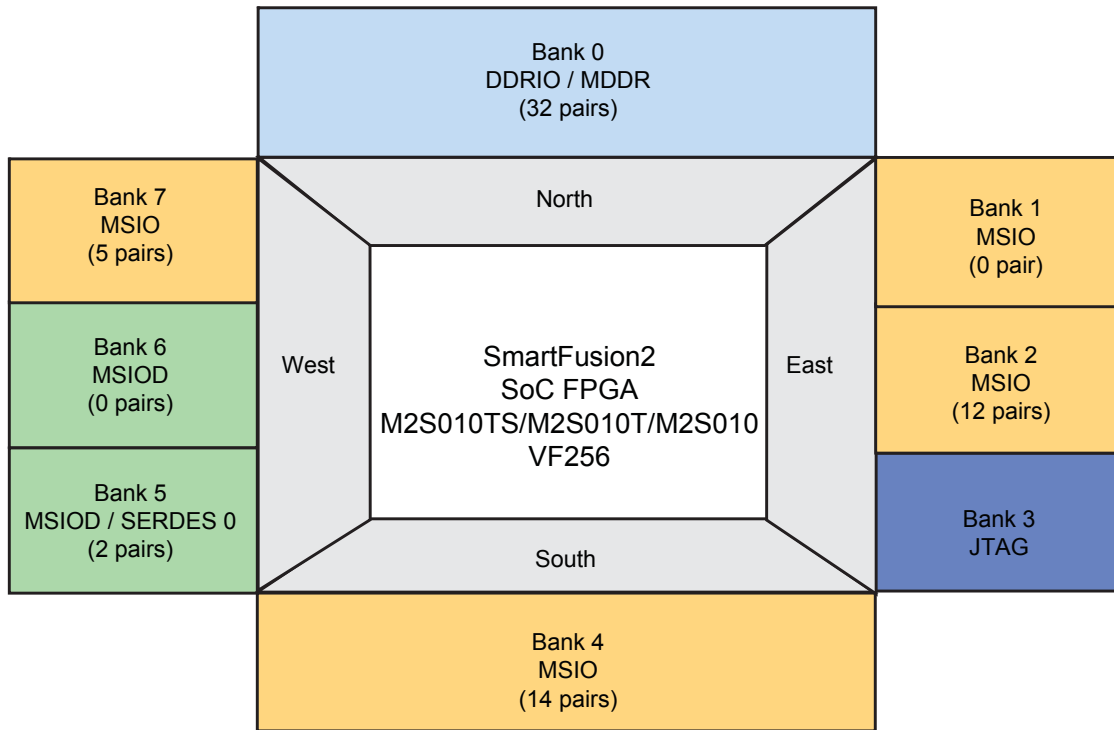 Bank 0
DDRIO / MDDR
(32 pairs)
Bank 7
MSIO
(5 pairs)
North
Bank 1
MSIO
(0 pair)
Bank 6
MSIOD
(0 pairs)
West
SmartFusion2
SoC FPGA
M2S010TS/M2S010T/M2S010
VF256
East
Bank 2
MSIO
(12 pairs)
Bank 5
MSIOD / SERDES 0
(2 pairs)
South
Bank 3
JTAG
Bank 4
MSIO
(14 pairs)